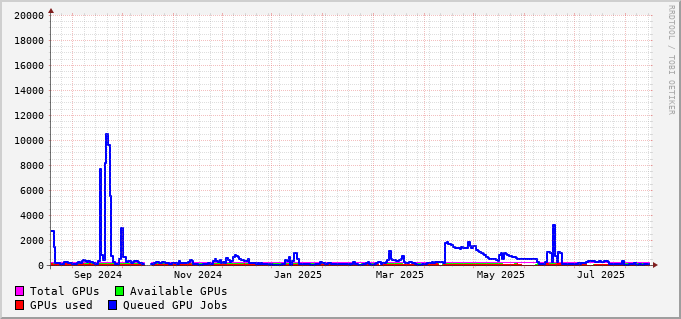 20000
18000
16000
14000
12000
10000
8000
6000
4000
2000
0
Sep 2024 Nov 2024 Jan 2025 Mar 2025 May 2025 Jul 2025
Total GPUs Available GPUs
GPUs used Queued GPU Jobs
RRDTOOL / TOBI OETIKER